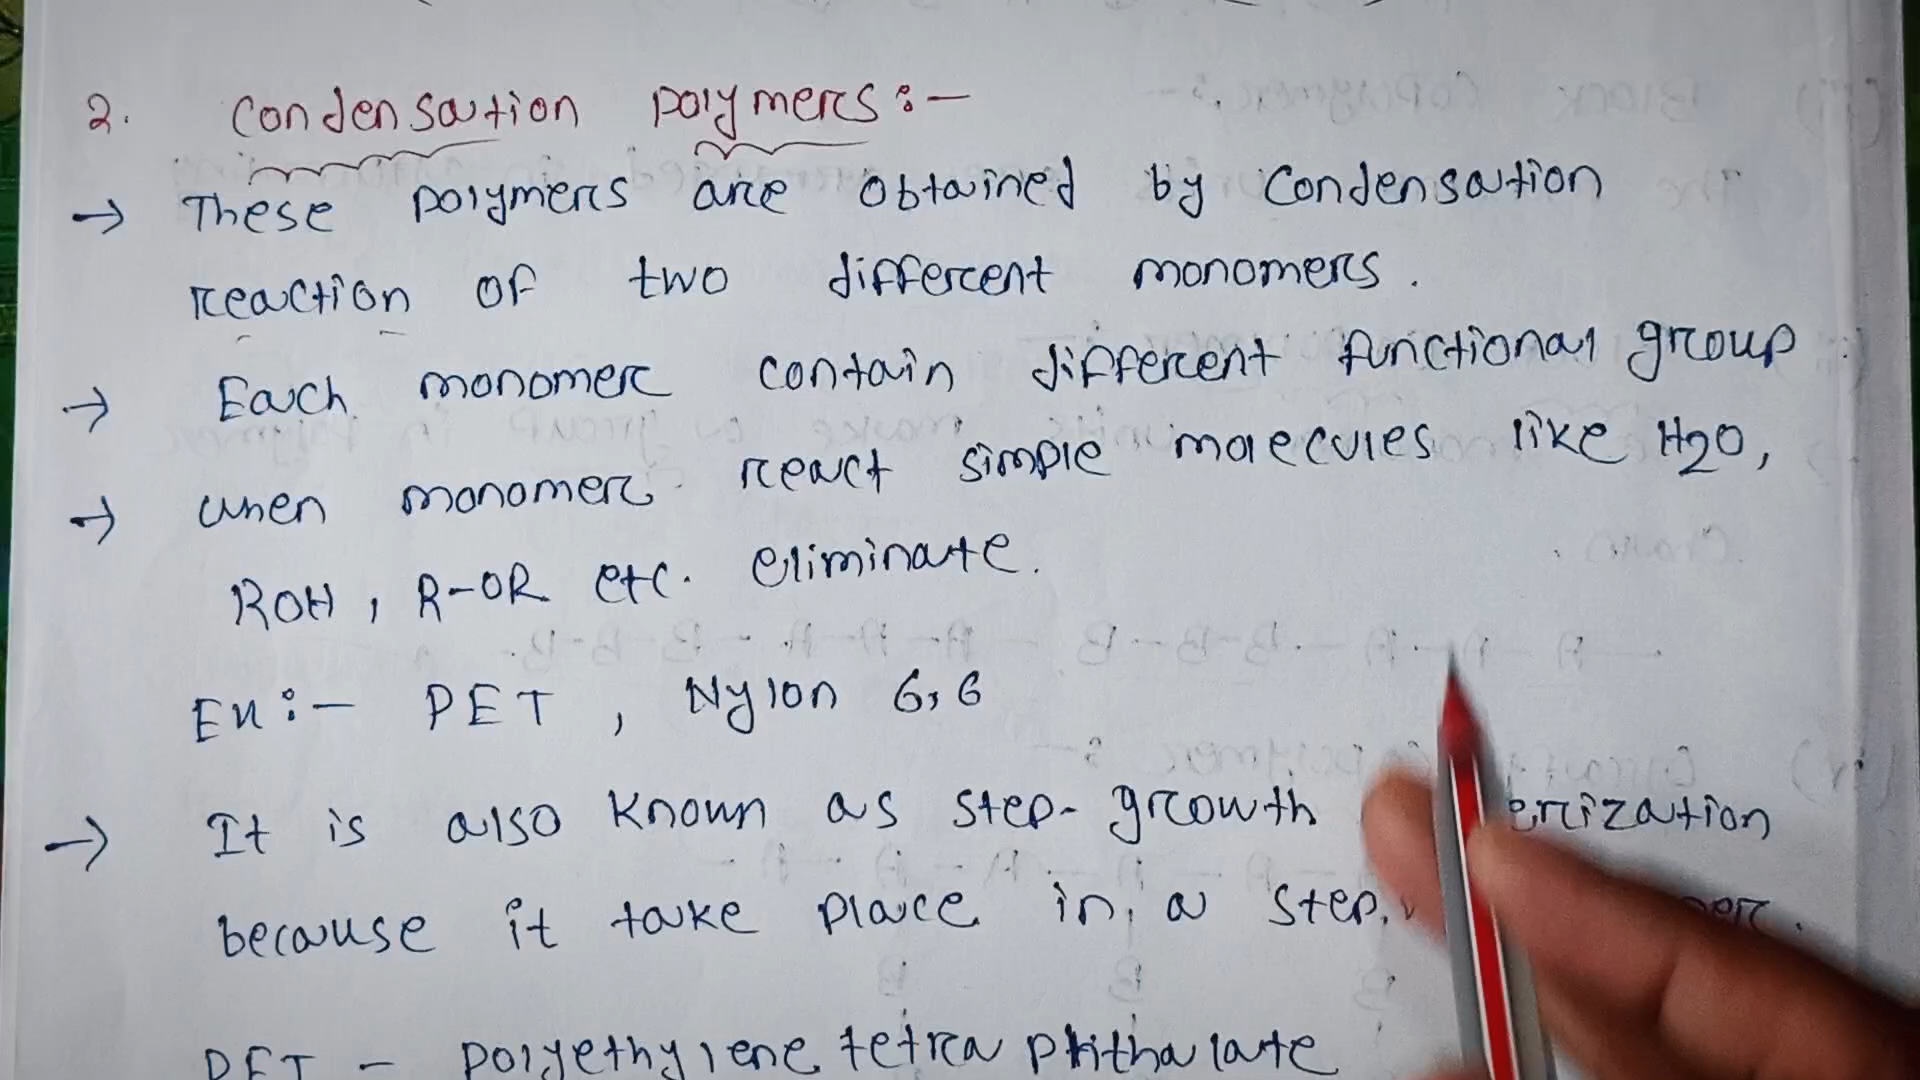 2. Condensation polymers:-
→ These polymers are obtained by condensation
reaction of two different monomers.
→ Each monomer contain different functional group
→ when monomer react simple molecules like H2O,
ROH, R-OR etc. eliminate.
Ex:- PET, Nylon 6,6
→ It is also known as step-growth
because it take place in a step
PET - polyethylene tetra phthalate